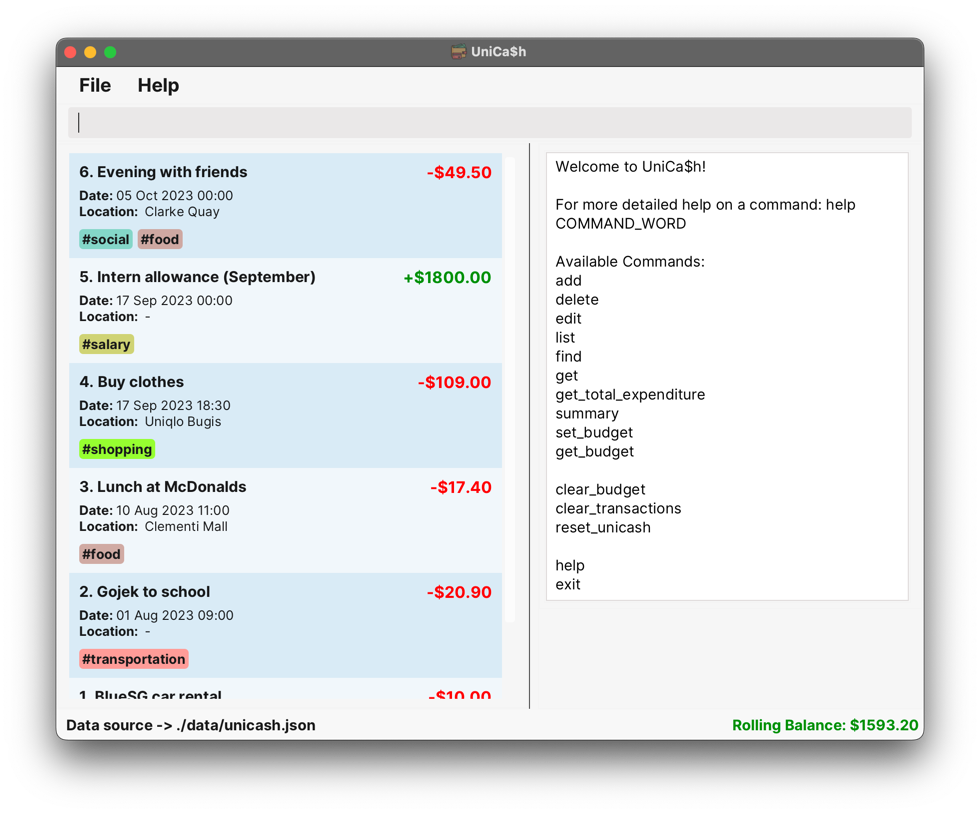 UniCa$h
File Help
6. Evening with friends -$49.50
Date: 05 Oct 2023 00:00
Location: Clarke Quay
#social #food
5. Intern allowance (September) +$1800.00
Date: 17 Sep 2023 00:00
Location: -
#salary
4. Buy clothes -$109.00
Date: 17 Sep 2023 18:30
Location: Uniqlo Bugis
#shopping
3. Lunch at McDonalds -$17.40
Date: 10 Aug 2023 11:00
Location: Clementi Mall
#food
2. Gojek to school -$20.90
Date: 01 Aug 2023 09:00
Location: -
#transportation
1. BlueSG car rental -$10.00
Welcome to UniCa$h!
For more detailed help on a command: help
COMMAND_WORD
Available Commands:
add
delete
edit
list
find
get
get_total_expenditure
summary
set_budget
get_budget
clear_budget
clear_transactions
reset_unicash
help
exit
Data source -> ./data/unicash.json
Rolling Balance: $1593.20